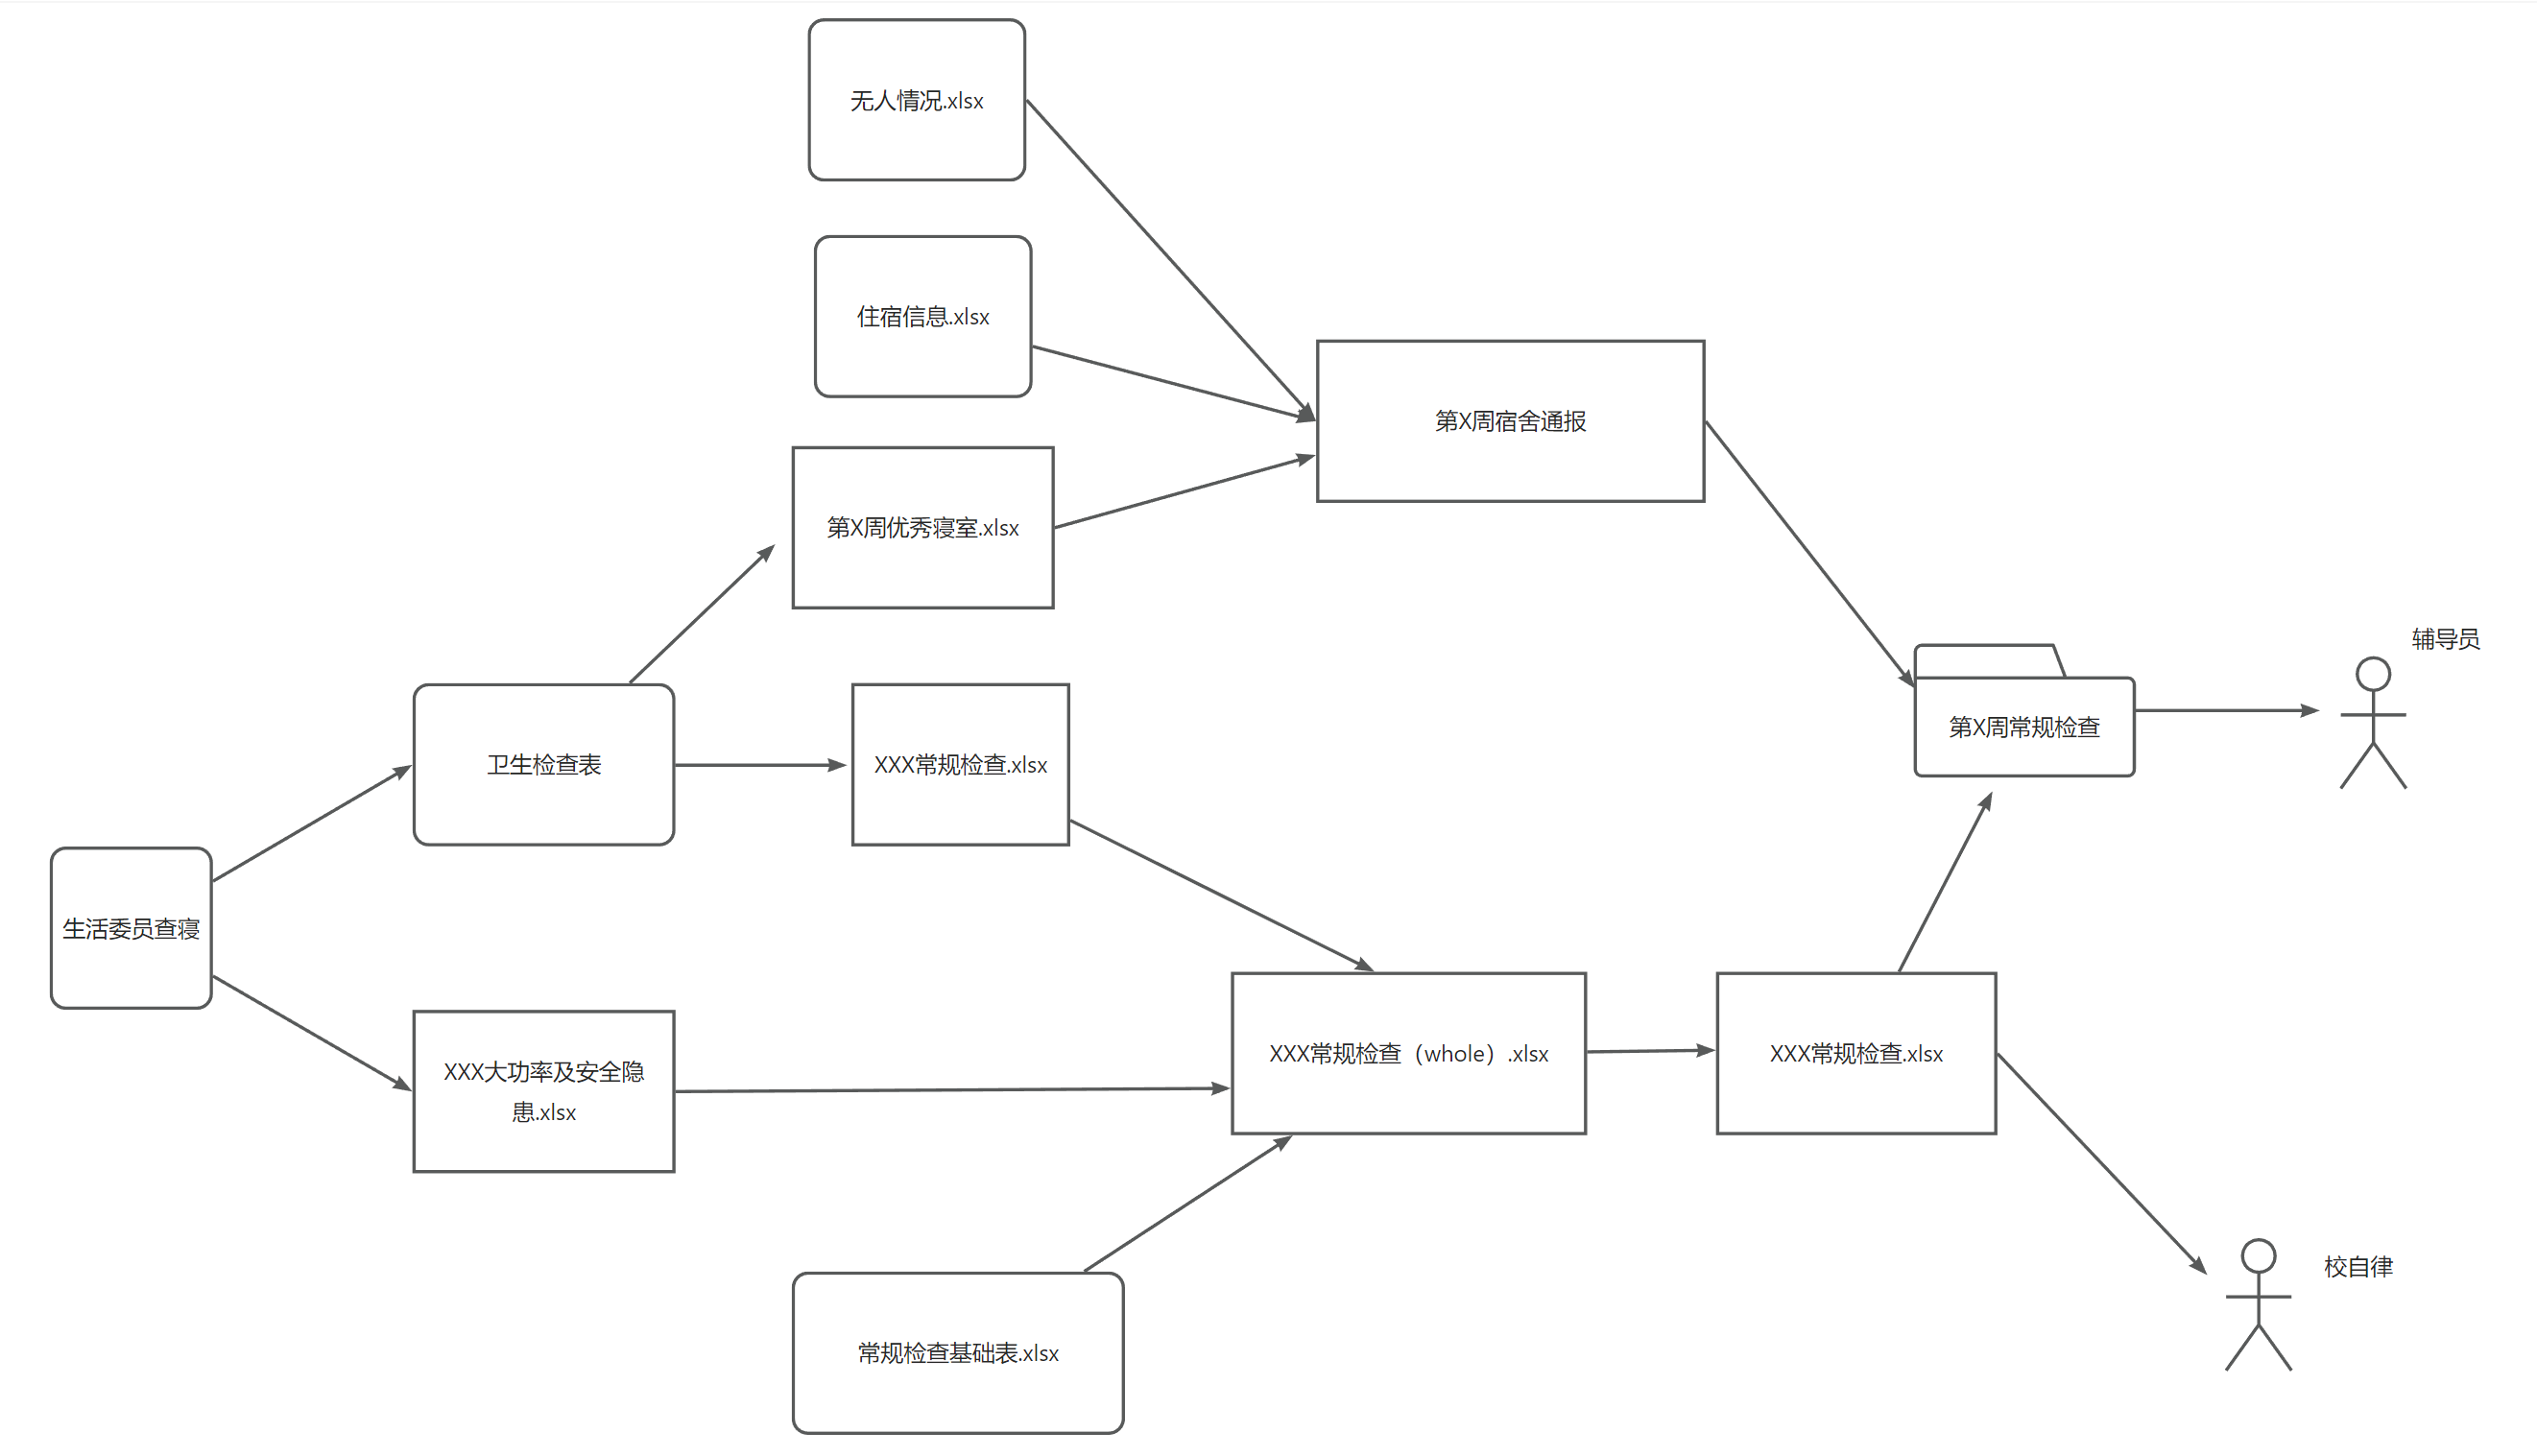 无人情况.xlsx
住宿信息.xlsx
第X周宿舍通报
第X周优秀寝室.xlsx
辅导员
第X周常规检查
卫生检查表
XXX常规检查.xlsx
生活委员查寝
XXX大功率及安全隐
患.xlsx
XXX常规检查（whole）.xlsx
XXX常规检查.xlsx
校自律
常规检查基础表.xlsx